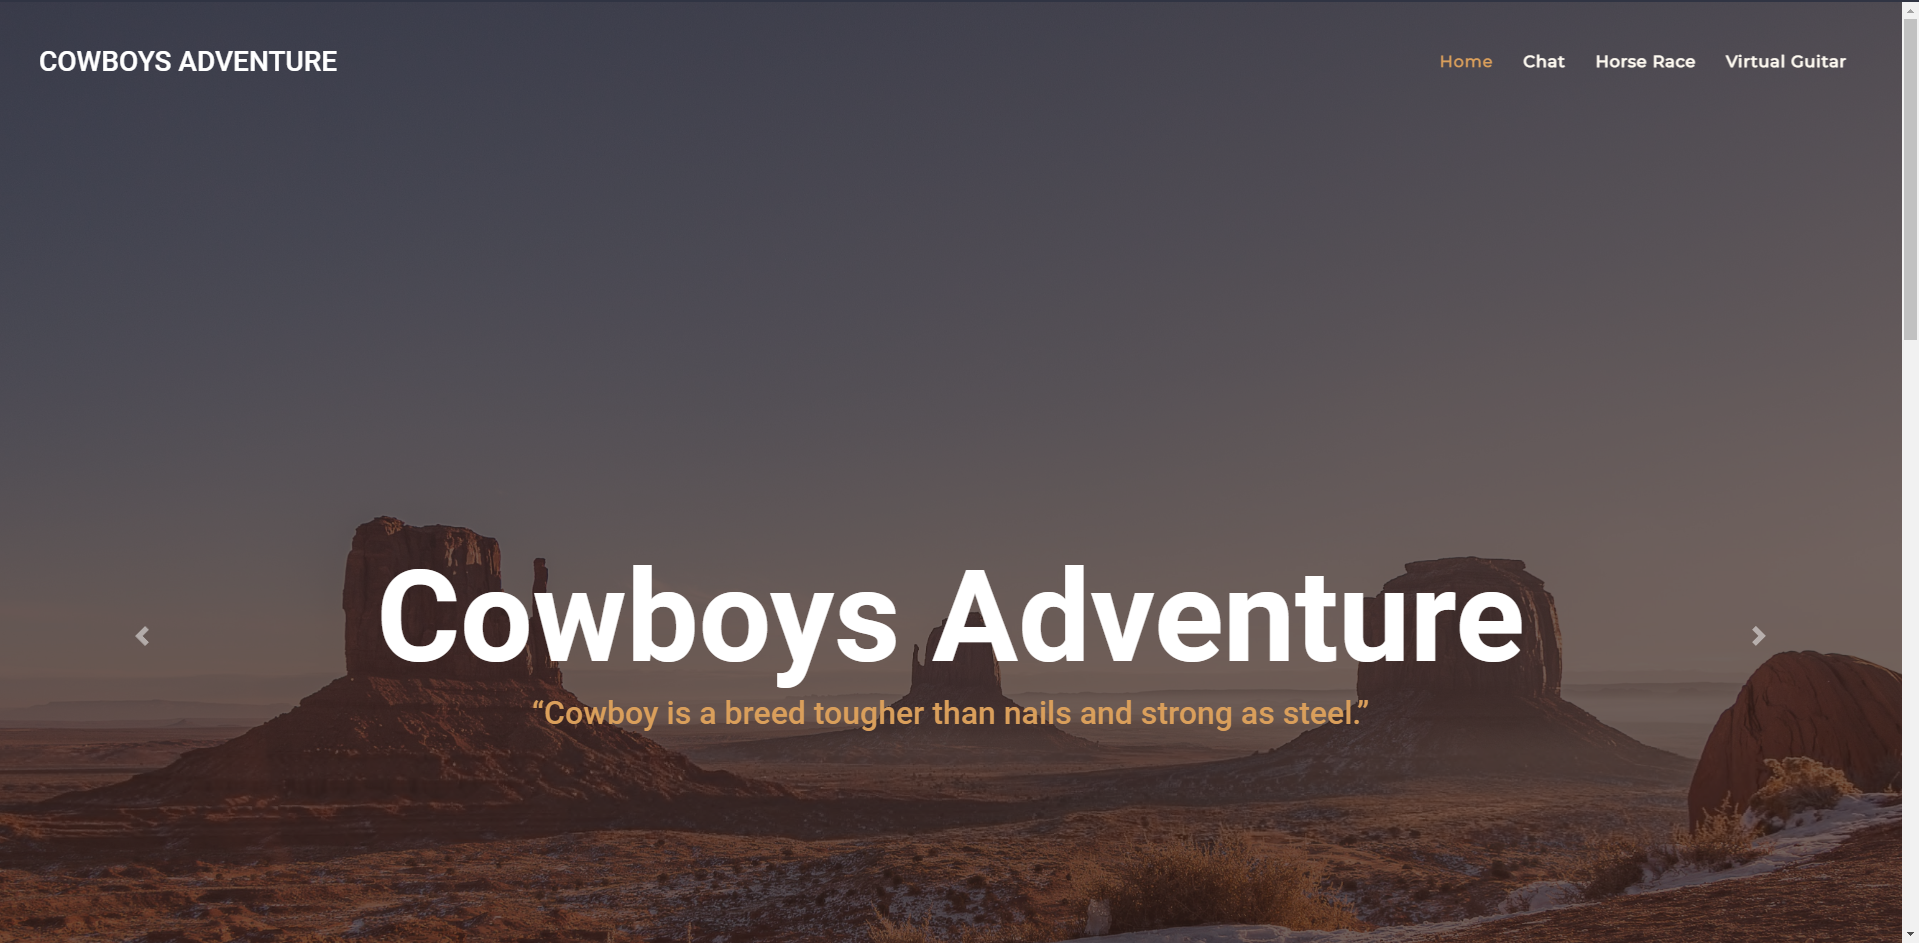 COWBOYS ADVENTURE
Home Chat Horse Race Virtual Guitar
Cowboys Adventure
“Cowboy is a breed tougher than nails and strong as steel.”